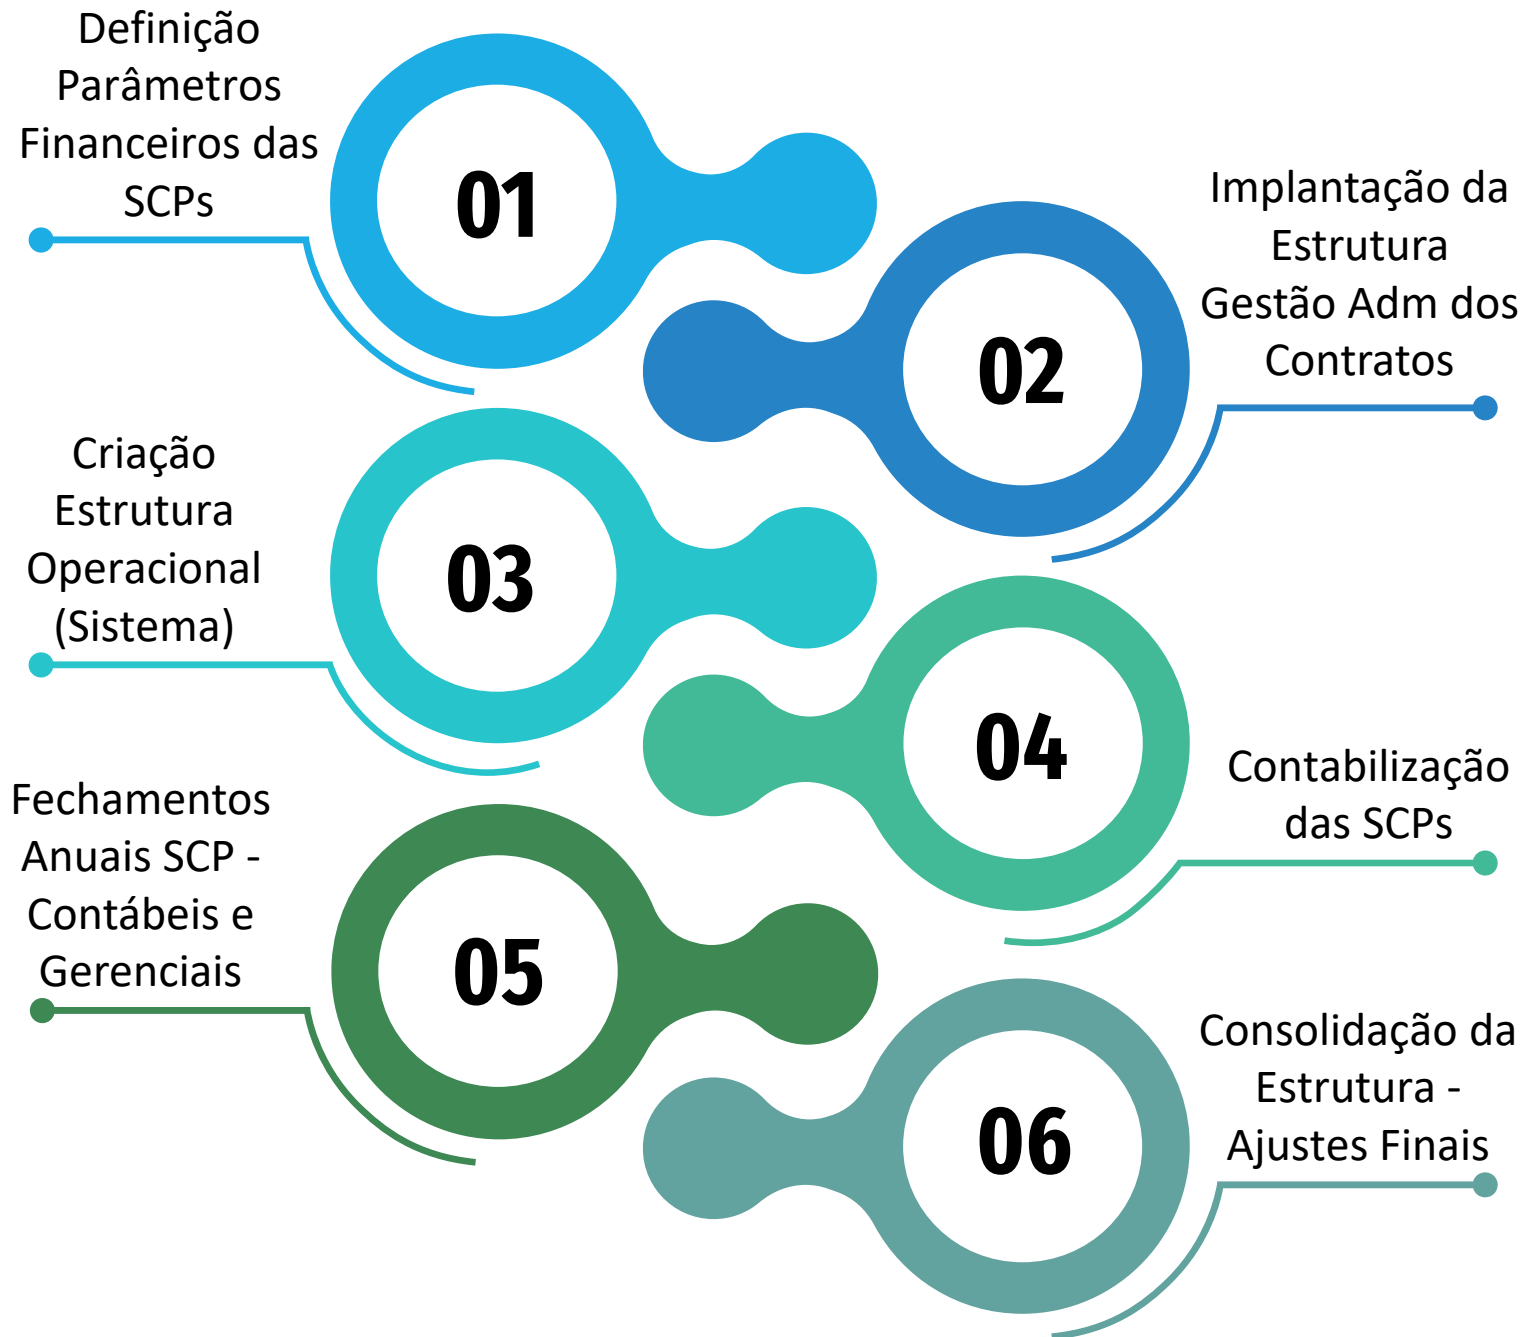 Definição
Parâmetros
Financeiros das
SCPs
01
Implantação da
Estrutura
Gestão Adm dos
Contratos
02
Criação
Estrutura
Operacional
(Sistema)
03
04
Contabilização
das SCPs
Fechamentos
Anuais SCP -
Contábeis e
Gerenciais
05
Consolidação da
Estrutura -
Ajustes Finais
06